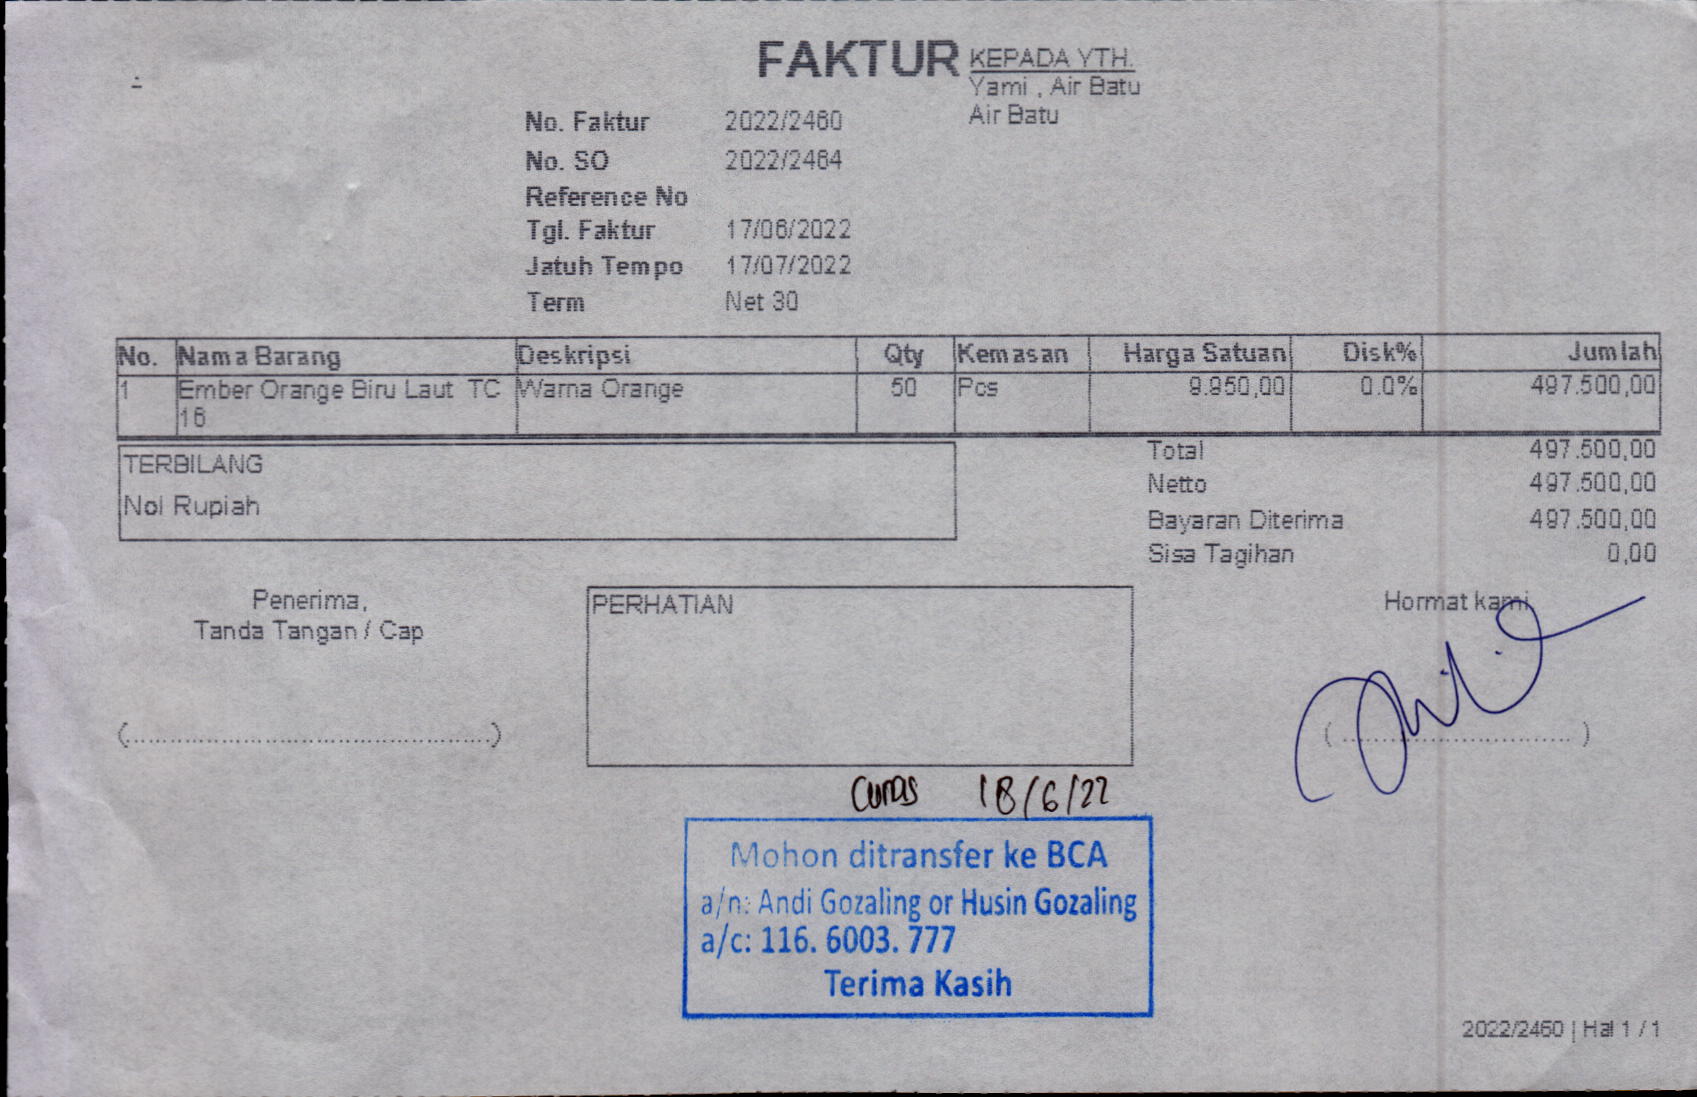 FAKTUR
KEPADA YTH.
Yami , Air Batu
Air Batu
No. Faktur 2022/2460
No. SO 2022/2464
Reference No
Tgl. Faktur 17/06/2022
Jatuh Tempo 17/07/2022
Term Net 30
No. Nama Barang Deskripsi Qty Kemasan Harga Satuan Disk% Jumlah
1 Ember Orange Biru Laut TC Warna Orange 50 Pcs 9.950,00 0.0% 497.500,00
16
TERBILANG
Nol Rupiah
Total 497.500,00
Netto 497.500,00
Bayaran Diterima 497.500,00
Sisa Tagihan 0,00
Penerima,
Tanda Tangan / Cap
PERHATIAN
Hormat kami
18/6/22
Mohon ditransfer ke BCA
a/n: Andi Gozaling or Husin Gozaling
a/c: 116. 6003. 777
Terima Kasih
2022/2460 | Hal 1 / 1